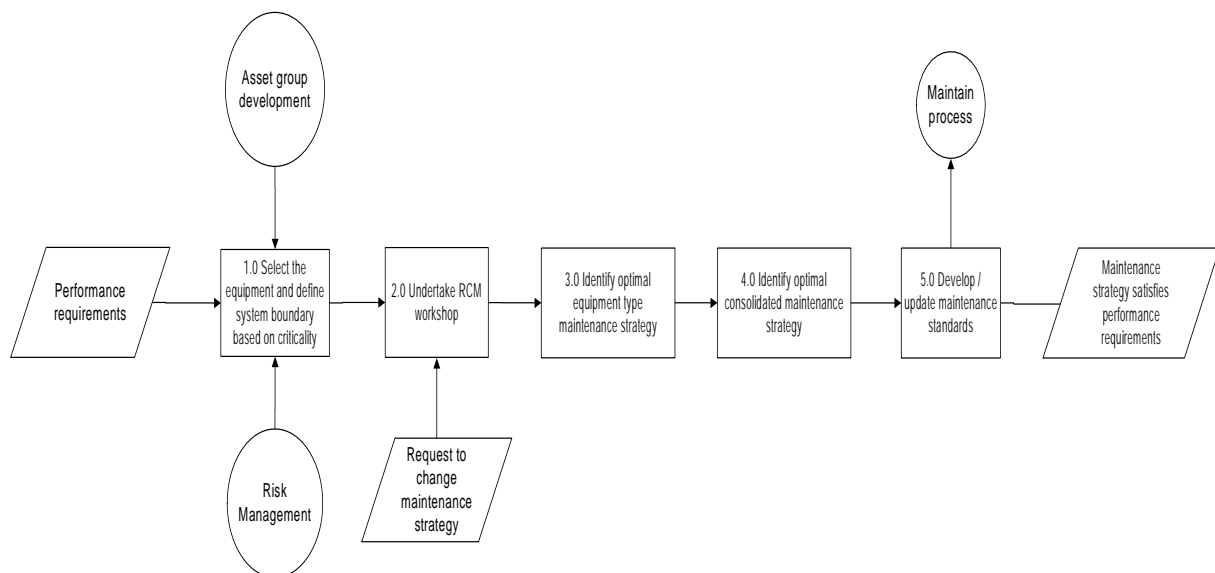 Asset group
development
Maintain
process
Performance
requirements
1.0 Select the
equipment and define
system boundary
based on criticality
2.0 Undertake RCM
workshop
3.0 Identify optimal
equipment type
maintenance strategy
4.0 Identify optimal
consolidated maintenance
strategy
5.0 Develop /
update maintenance
standards
Maintenance
strategy satisfies
performance
requirements
Risk
Management
Request to
change
maintenance
strategy